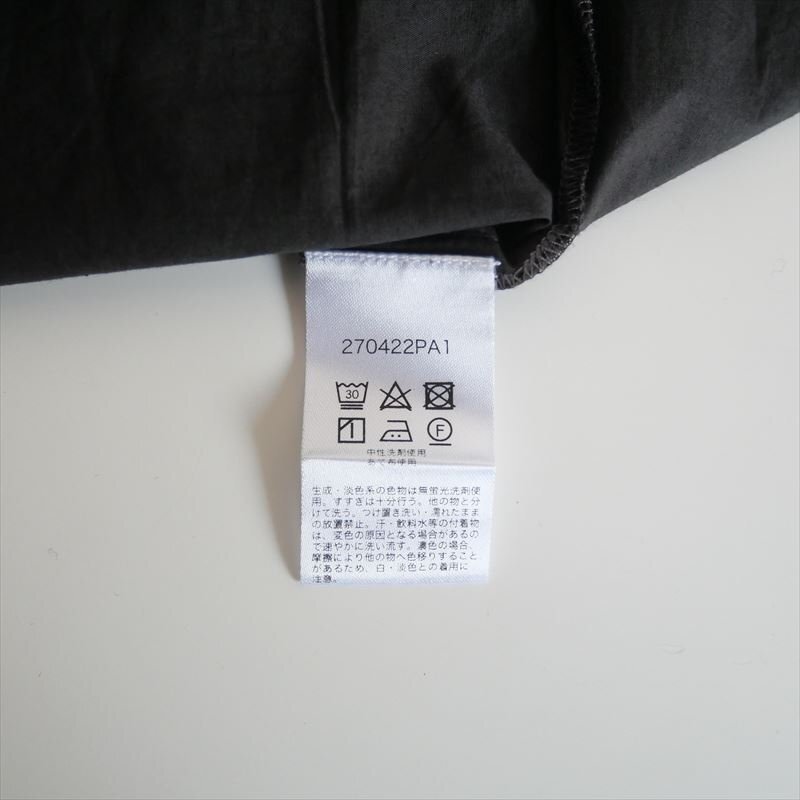 270422PA1
30
F
中性洗剤使用
あて布使用
生成・淡色系の色物は無蛍光洗剤使
用。すすぎは十分行う。他の物と分
けて洗う。つけ置き洗い・濡れたまま
の放置禁止。汗・飲料水等の付着物
は、変色の原因となる場合があるの
で速やかに洗い流す。濃色の場合、
摩擦により他の物へ色移りすること
があるため、白・淡色との着用に
注意。